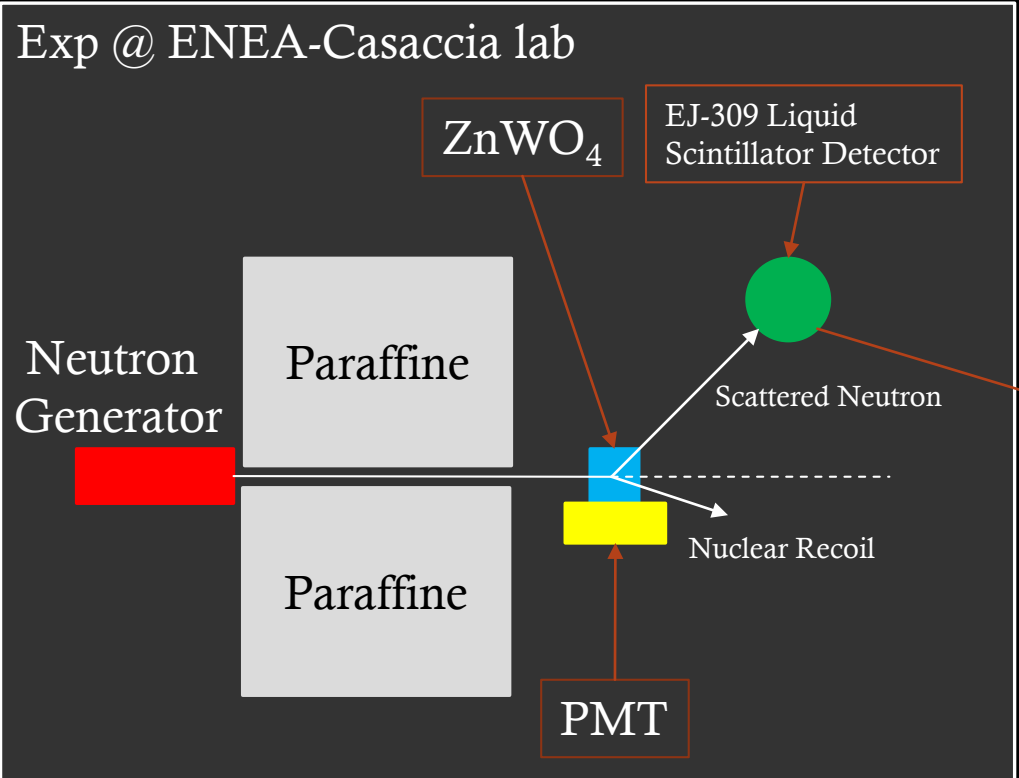 Exp @ ENEA-Casaccia lab
ZnWO₄
EJ-309 Liquid
Scintillator Detector
Neutron
Generator
Paraffine
Scattered Neutron
Nuclear Recoil
Paraffine
PMT